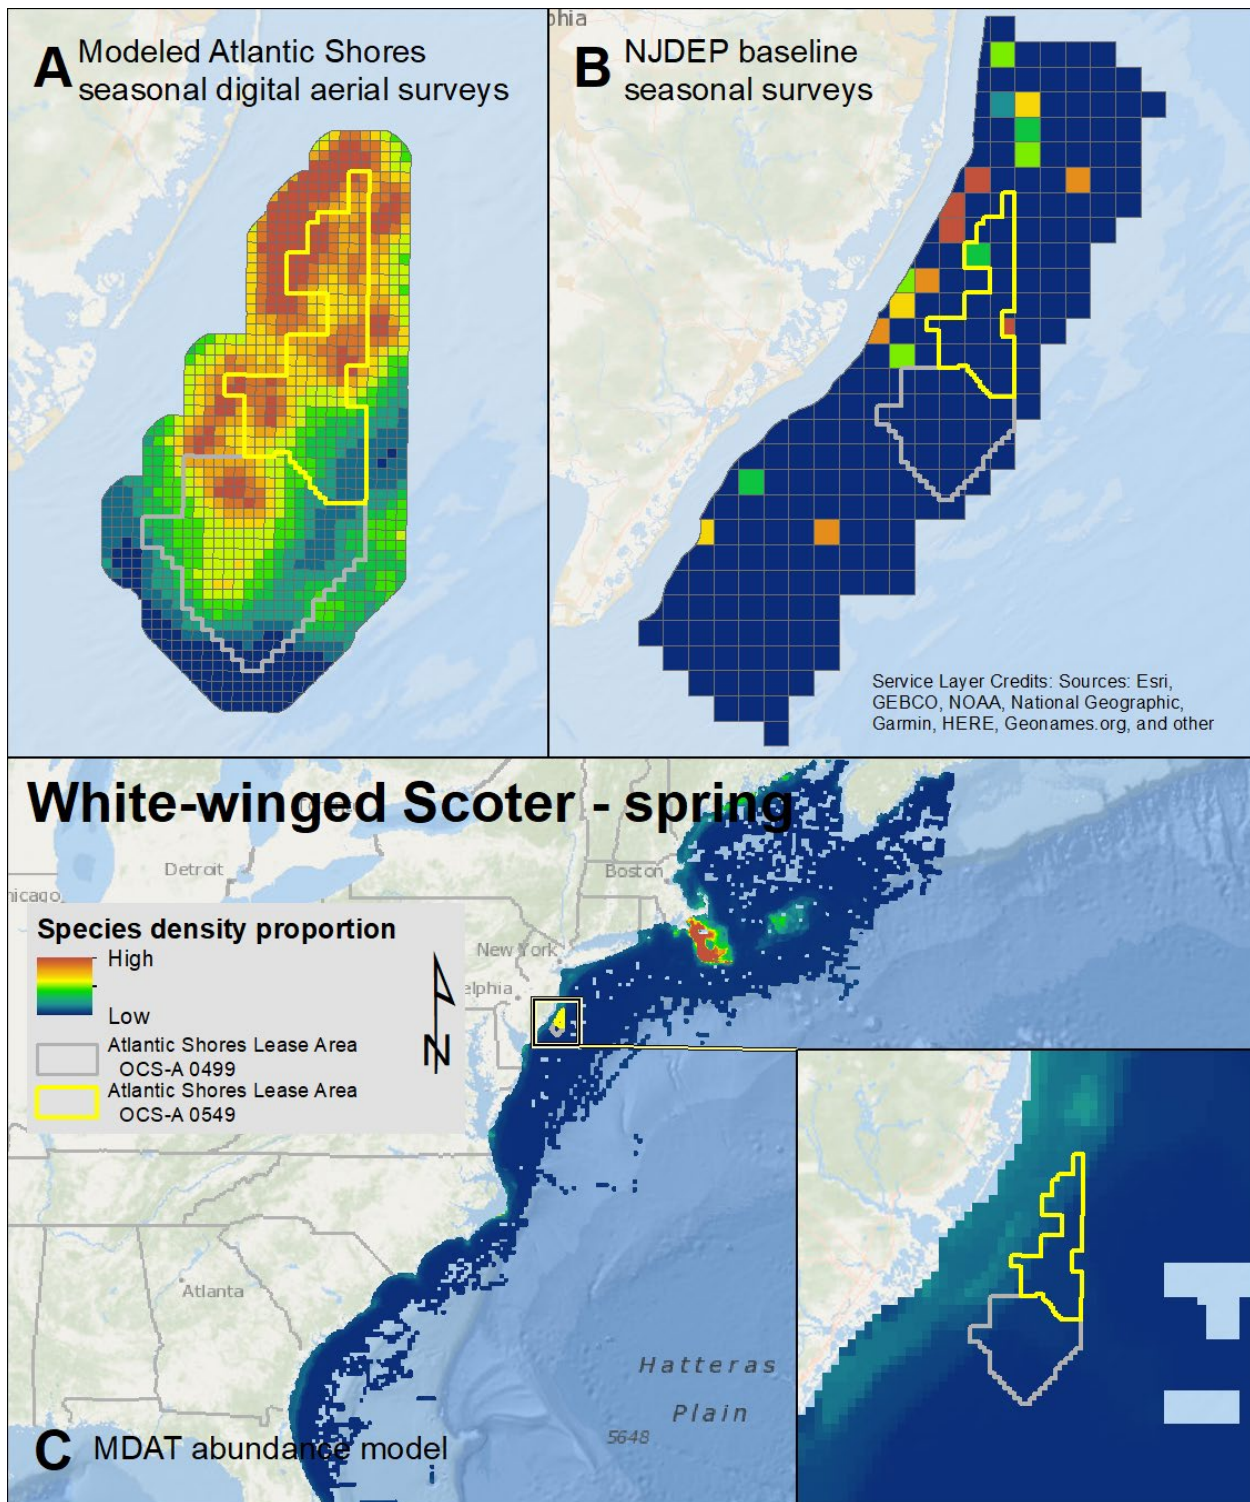 A Modeled Atlantic Shores
seasonal digital aerial surveys
phia
B NJDEP baseline
seasonal surveys
Service Layer Credits: Sources: Esri,
GEBCO, NOAA, National Geographic,
Garmin, HERE, Geonames.org, and other
White-winged Scoter - spring
Detroit
Boston
hicago
Species density proportion
High
Low
New York
elphia
N
Atlantic Shores Lease Area
OCS-A 0499
Atlantic Shores Lease Area
OCS-A 0549
Atlanta
Hatteras
Plain
5648
C MDAT abundance model